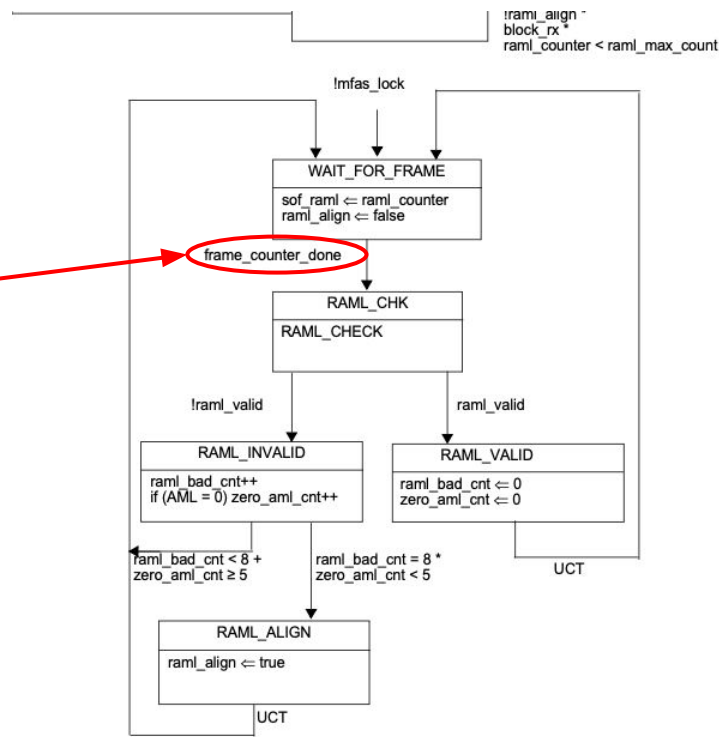 !raml_align *
block_rx *
raml_counter < raml_max_count
!mfas_lock
WAIT_FOR_FRAME
sof_raml ⇐ raml_counter
raml_align ⇐ false
frame_counter_done
RAML_CHK
RAML_CHECK
!raml_valid
raml_valid
RAML_INVALID
raml_bad_cnt++
if (AML = 0) zero_aml_cnt++
RAML_VALID
raml_bad_cnt ⇐ 0
zero_aml_cnt ⇐ 0
raml_bad_cnt < 8 +
zero_aml_cnt ≥ 5
raml_bad_cnt = 8 *
zero_aml_cnt < 5
UCT
RAML_ALIGN
raml_align ⇐ true
UCT